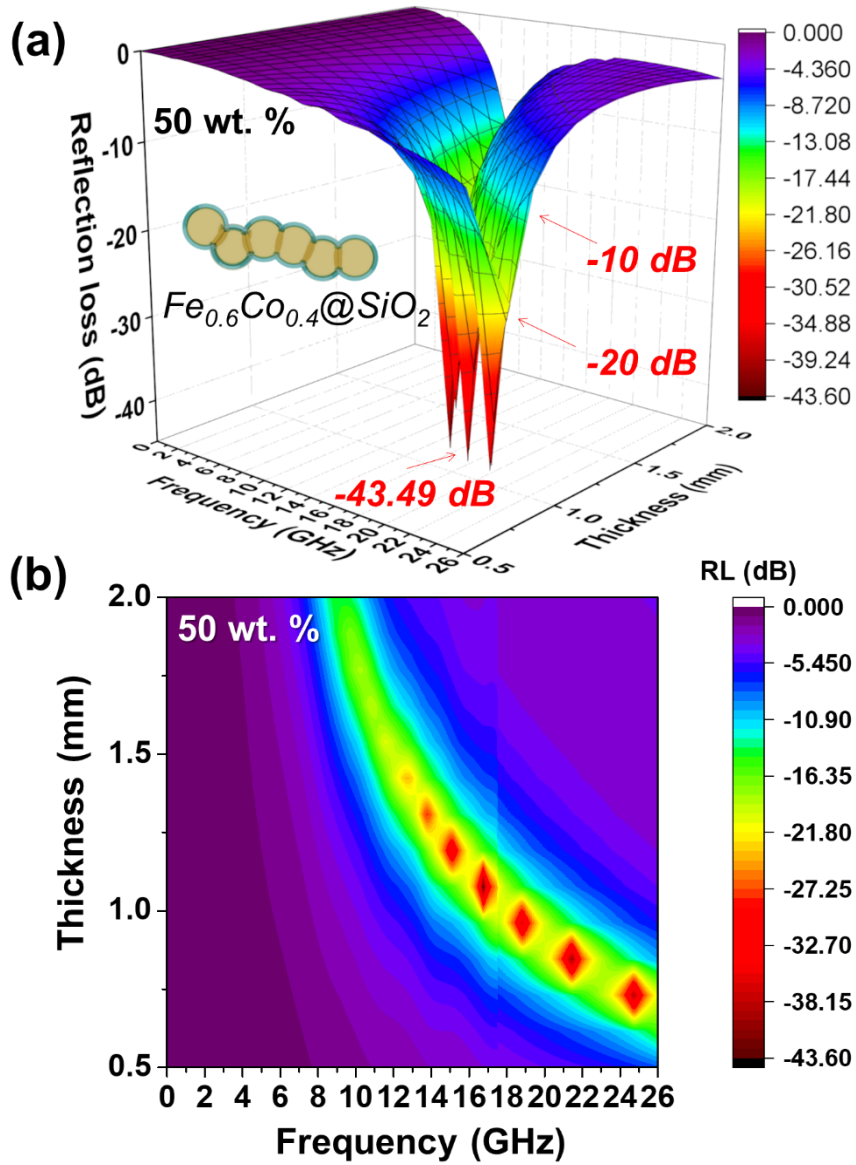 (a)
0
-10
-20
-30
-40
Reflection loss (dB)
50 wt. %
Fe0.6Co0.4@SiO2
-10 dB
-20 dB
-43.49 dB
0 2 4 6 8 10 12 14 16 18 20 22 24 26
Frequency (GHz)
0.5 1.0 1.5 2.0
Thickness (mm)
0.000
-4.360
-8.720
-13.08
-17.44
-21.80
-26.16
-30.52
-34.88
-39.24
-43.60
(b)
RL (dB)
50 wt. %
2.0
1.5
1.0
0.5
Thickness (mm)
0 2 4 6 8 10 12 14 16 18 20 22 24 26
Frequency (GHz)
0.000
-5.450
-10.90
-16.35
-21.80
-27.25
-32.70
-38.15
-43.60